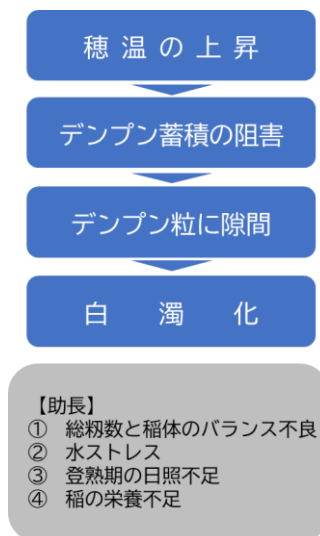 穂温の上昇
デンプン蓄積の阻害
デンプン粒に隙間
白濁化
【助長】
① 総籾数と稲体のバランス不良
② 水ストレス
③ 登熟期の日照不足
④ 稲の栄養不足